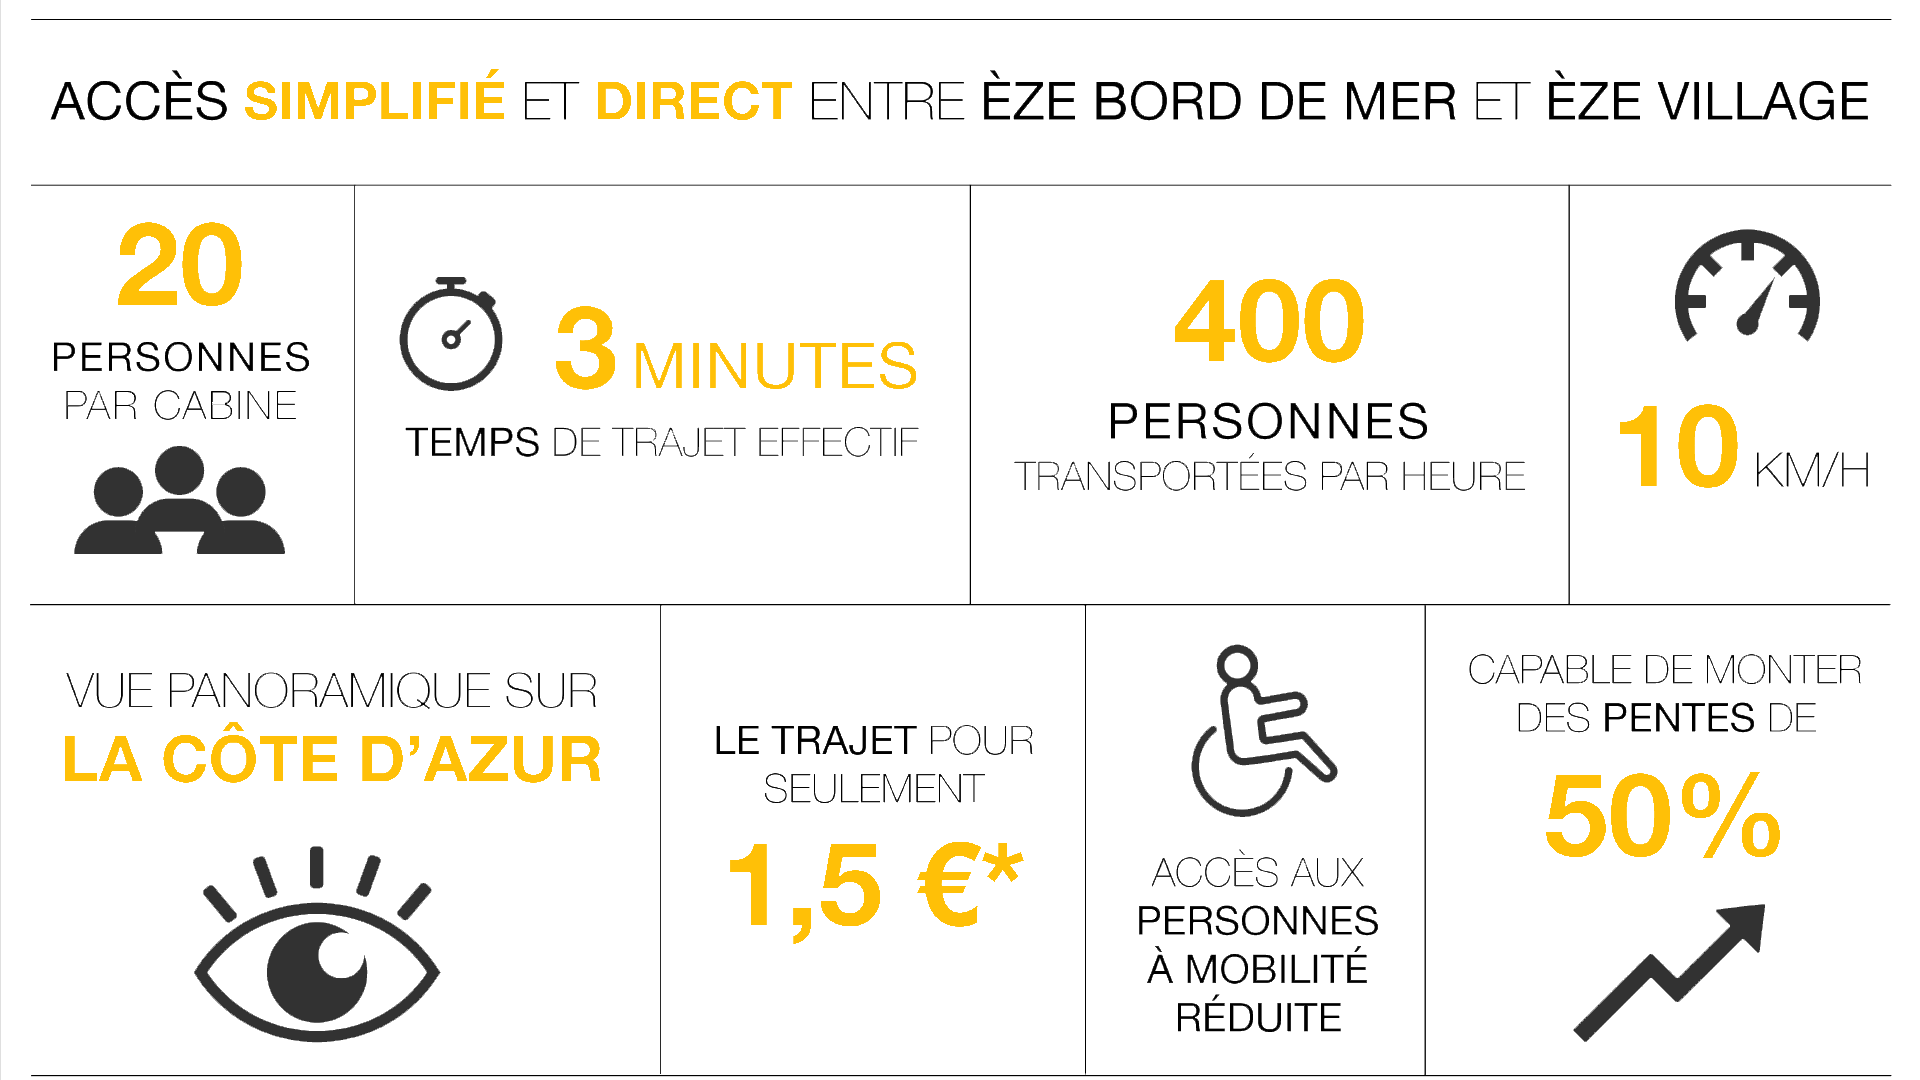 ACCÈS SIMPLIFIÉ ET DIRECT ENTRE ÈZE BORD DE MER ET ÈZE VILLAGE
20
PERSONNES
PAR CABINE
3 MINUTES
TEMPS DE TRAJET EFFECTIF
400
PERSONNES
TRANSPORTÉES PAR HEURE
10 KM/H
VUE PANORAMIQUE SUR
LA CÔTE D’AZUR
LE TRAJET POUR
SEULEMENT
1,5 €*
ACCÈS AUX
PERSONNES
À MOBILITÉ
RÉDUITE
CAPABLE DE MONTER
DES PENTES DE
50%